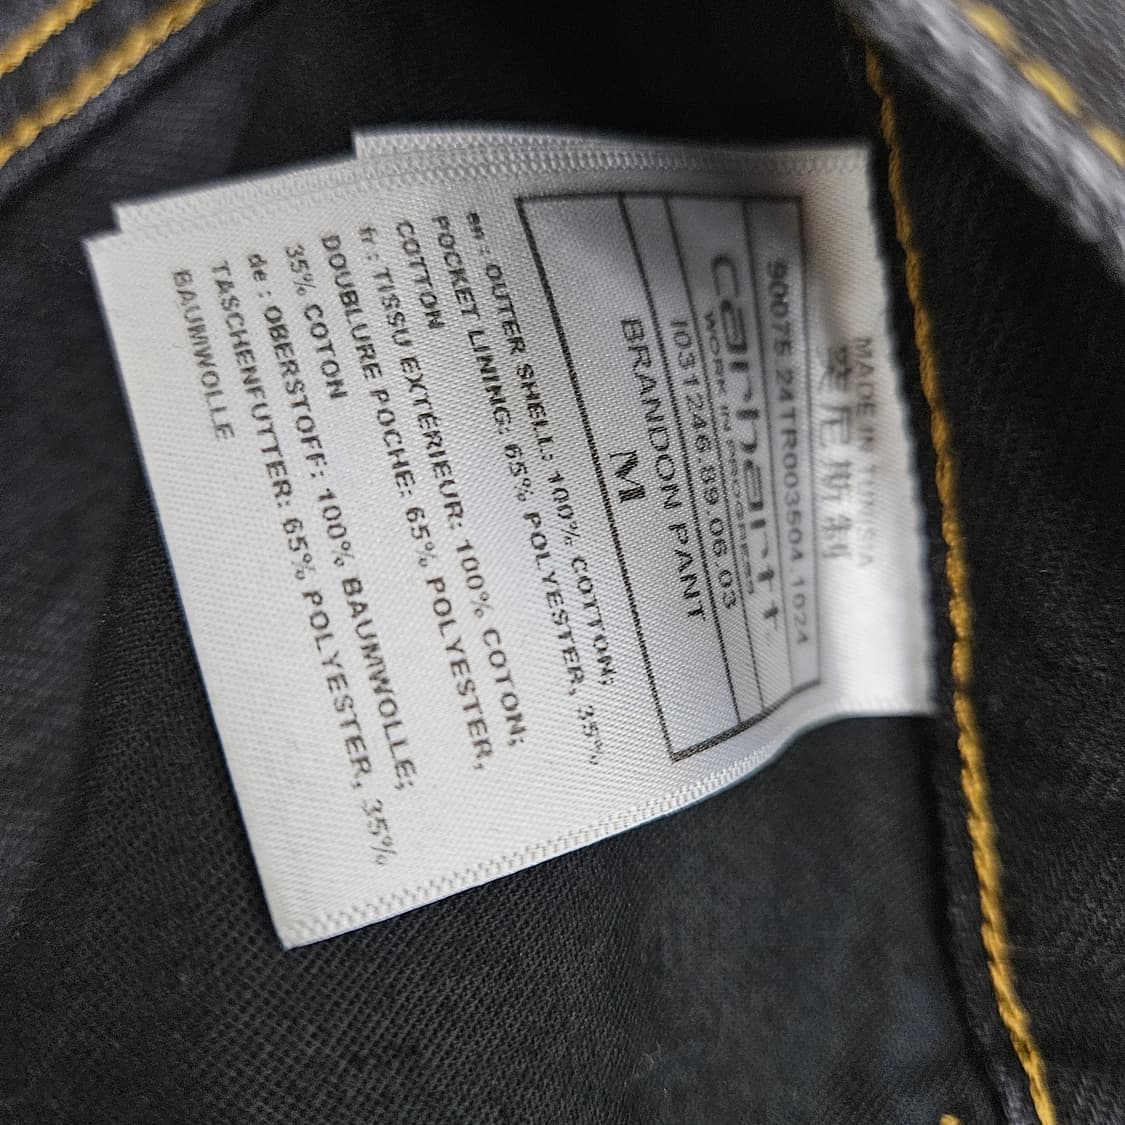 MADE IN TUNISIA
突尼斯制
90075 24TR003504.1024
carhartt
WORK IN PROGRESS
I031246.89.06.03
BRANDON PANT
M
en : OUTER SHELL: 100% COTTON;
POCKET LINING: 65% POLYESTER, 35%
COTTON
fr : TISSU EXTÉRIEUR: 100% COTON;
DOUBLURE POCHE: 65% POLYESTER,
35% COTON
de : OBERSTOFF: 100% BAUMWOLLE;
TASCHENFUTTER: 65% POLYESTER, 35%
BAUMWOLLE